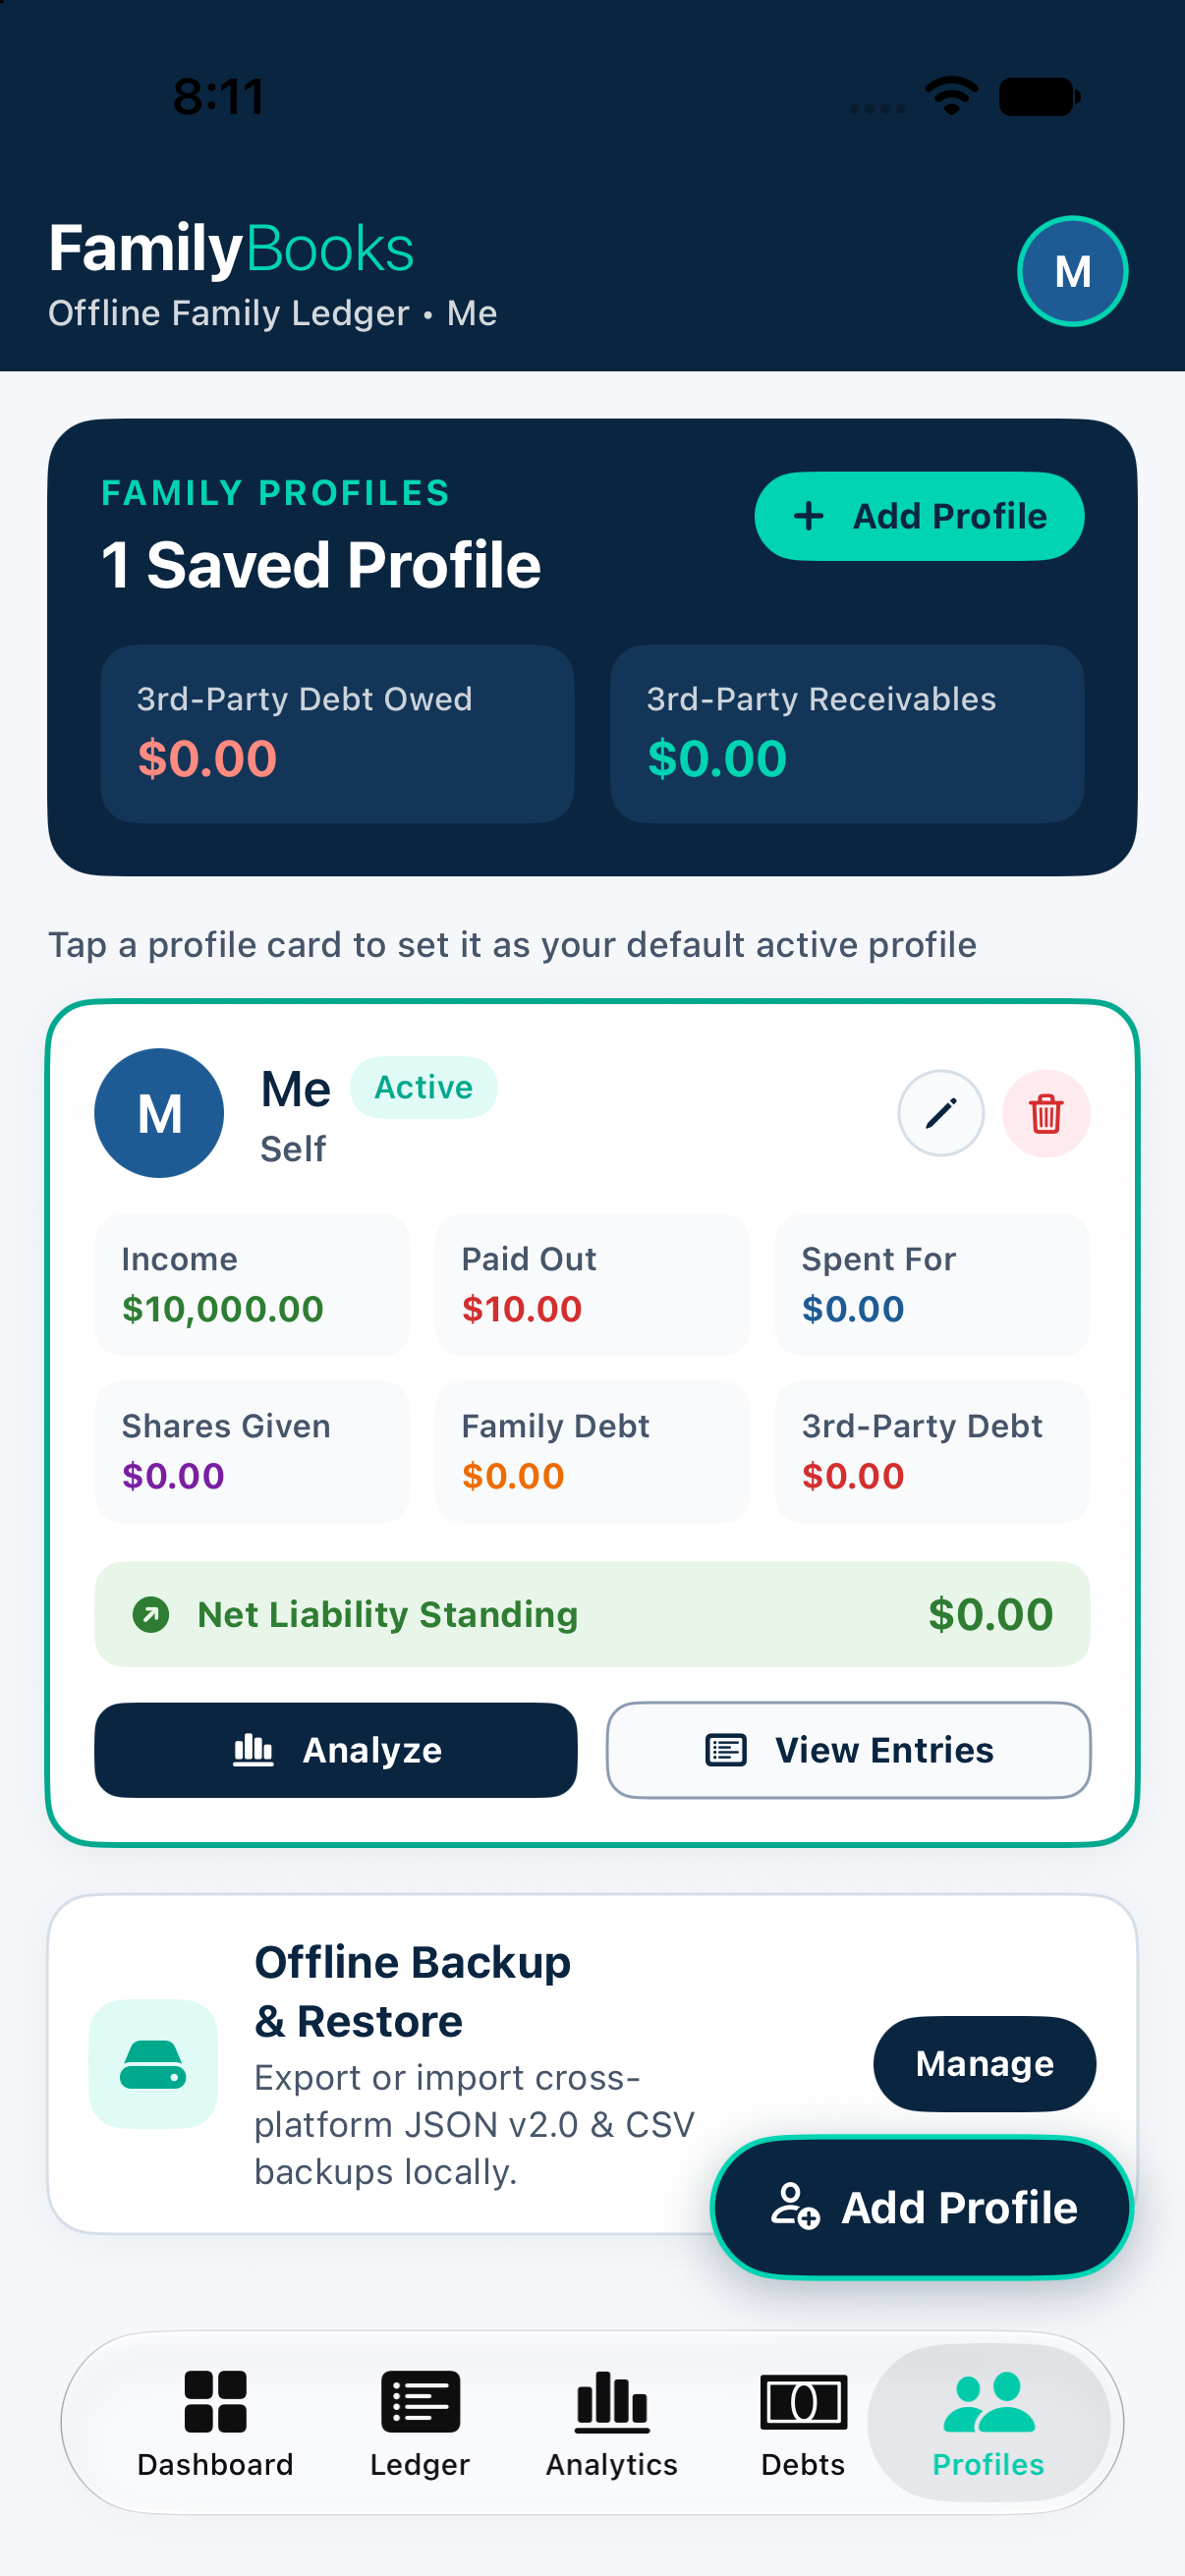 8:11
FamilyBooks
M
Offline Family Ledger • Me
FAMILY PROFILES
+ Add Profile
1 Saved Profile
3rd-Party Debt Owed
$0.00
3rd-Party Receivables
$0.00
Tap a profile card to set it as your default active profile
M
Me
Active
Self
Income
$10,000.00
Paid Out
$10.00
Spent For
$0.00
Shares Given
$0.00
Family Debt
$0.00
3rd-Party Debt
$0.00
Net Liability Standing
$0.00
Analyze
View Entries
Offline Backup
& Restore
Export or import cross-
platform JSON v2.0 & CSV
backups locally.
Manage
Add Profile
Dashboard
Ledger
Analytics
Debts
Profiles